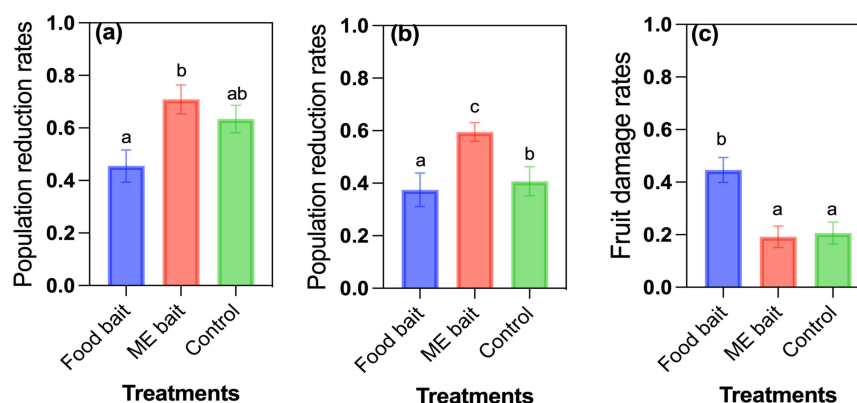 (a)
Population reduction rates
1.0
0.8
0.6
0.4
0.2
0.0
a
b
ab
Food bait
ME bait
Control
Treatments
(b)
Population reduction rates
1.0
0.8
0.6
0.4
0.2
0.0
a
c
b
Food bait
ME bait
Control
Treatments
(c)
Fruit damage rates
1.0
0.8
0.6
0.4
0.2
0.0
b
a
a
Food bait
ME bait
Control
Treatments